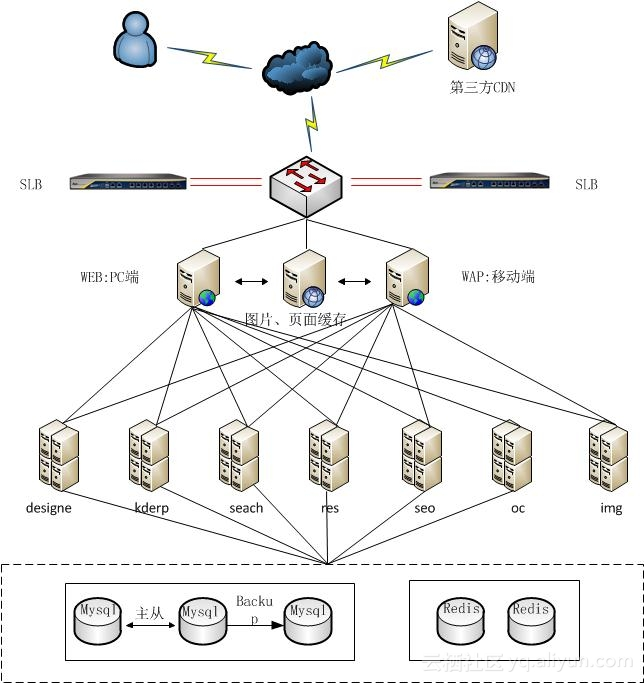 第三方CDN
SLB
SLB
WEB:PC端
WAP:移动端
图片、页面缓存
designe
kderp
seach
res
seo
oc
img
Mysql
主从
Mysql
Backu
p
Mysql
Redis
Redis
云栖社区 yq.aliyun.com